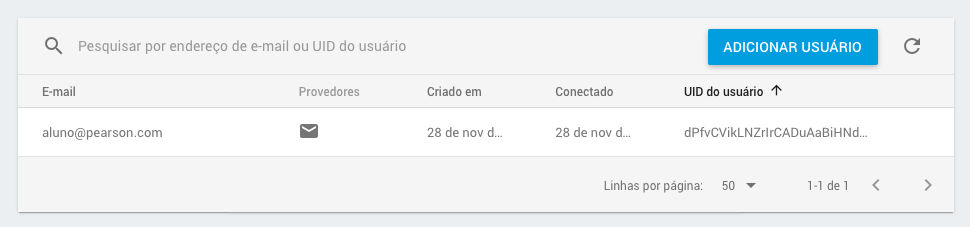 Pesquisar por endereço de e-mail ou UID do usuário ADICIONAR USUÁRIO
E-mail Provedores Criado em Conectado UID do usuário
aluno@pearson.com 28 de nov d... 28 de nov d... dPfvCVikLNZrIrCADuAaBiHNd...
Linhas por página: 50 1-1 de 1